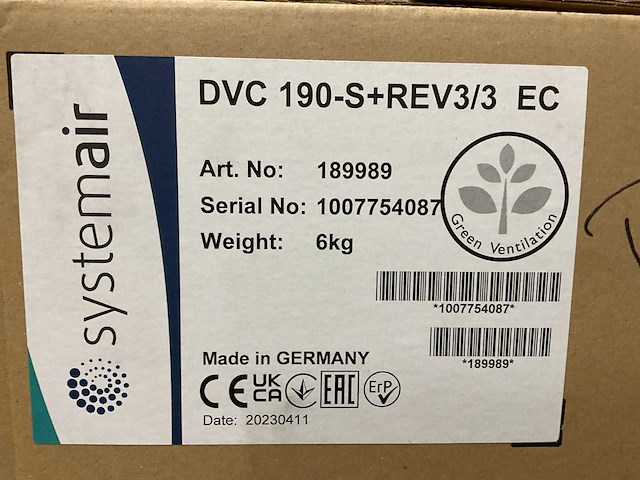 systemair
DVC 190-S+REV3/3 EC
Art. No: 189989
Serial No: 1007754087
Weight: 6kg
Green Ventilation
*1007754087*
*189989*
Made in GERMANY
CE UK CA EAC ErP
Date: 20230411